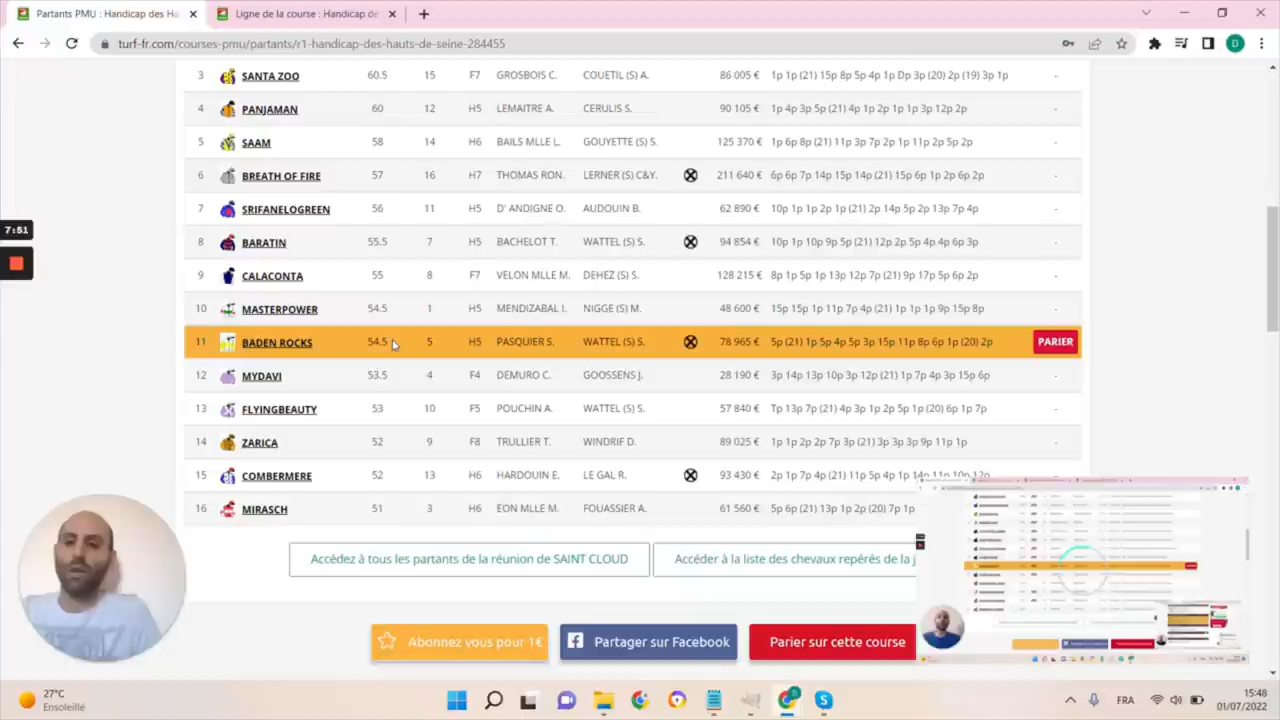 Partants PMU : Handicap des Ha
Ligne de la course : Handicap de
turf-fr.com/courses-pmu/partants/r1-handicap-des-hauts-de-seine-284455
3 SANTA ZOO 60.5 15 F7 GROSBOIS C. COUETIL (S) A. 86 005 € 1p 1p (21) 15p 8p 5p 4p 1p Dp 3p (20) 2p (19) 3p 1p -
4 PANJAMAN 60 12 H5 LEMAITRE A. CERULIS S. 90 105 € 1p 4p 3p 5p (21) 4p 1p 2p 1p 1p 3p 12p 2p -
5 SAAM 58 14 H6 BAILS MLLE L. GOUYETTE (S) S. 125 370 € 1p 6p 8p (21) 11p 3p 7p 2p 1p 11p 2p 5p 2p -
6 BREATH OF FIRE 57 16 H7 THOMAS RON. LERNER (S) C&Y. 211 640 € 6p 6p 7p 14p 15p 14p (21) 15p 6p 1p 2p 6p 2p -
7 SRIFANELOGREEN 56 11 H5 D' ANDIGNE O. AUDOUIN B. 62 890 € 10p 1p 1p 2p 1p (21) 2p 14p 5p 2p 13p 7p 4p -
8 BARATIN 55.5 7 H5 BACHELOT T. WATTEL (S) S. 94 854 € 10p 1p 10p 9p 5p (21) 12p 2p 5p 4p 4p 6p 3p -
9 CALACONTA 55 8 F7 VELON MLLE M. DEHEZ (S) S. 128 215 € 8p 1p 5p 1p 13p 12p 7p (21) 9p 17p 5p 6p 2p -
10 MASTERPOWER 54.5 1 H5 MENDIZABAL I. NIGGE (S) M. 48 600 € 15p 15p 1p 11p 7p 4p (21) 1p 1p 1p 9p 15p 8p -
11 BADEN ROCKS 54.5 5 H5 PASQUIER S. WATTEL (S) S. 78 965 € 5p (21) 1p 5p 4p 5p 3p 15p 11p 8p 6p 1p (20) 2p PARIER
12 MYDAVI 53.5 4 F4 DEMURO C. GOOSSENS J. 28 190 € 3p 14p 13p 10p 3p 12p (21) 1p 7p 4p 3p 15p 6p -
13 FLYINGBEAUTY 53 10 F5 POUCHIN A. WATTEL (S) S. 57 840 € Tp 13p 7p (21) 4p 3p 1p 2p 5p 1p (20) 6p 1p 7p -
14 ZARICA 52 9 F8 TRULLIER T. WINDRIF D. 89 025 € 1p 1p 2p 2p 7p 3p (21) 3p 3p 3p 9p 11p 1p -
15 COMBERMERE 52 13 H6 HARDOUIN E. LE GAL R. 93 430 € 2p 1p 7p 4p (21) 11p 5p 4p 1p 14p 11p 10p 12p -
16 MIRASCH 3 H6 EON MLLE M. FOUASSIER A. 61 560 € 5p 6p (21) 3p 1p 2p (20) 7p 1p
7:51
Accédez à tous les partants de la réunion de SAINT CLOUD
Accéder à la liste des chevaux repérés de la j
Abonnez vous pour 1€
Partager sur Facebook
Parier sur cette course
27°C
Ensoleillé
FRA
15:48
01/07/2022